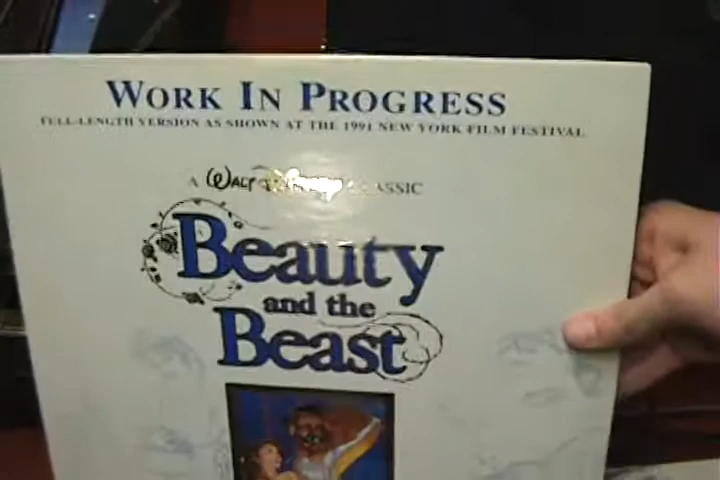 WORK IN PROGRESS
FULL-LENGTH VERSION AS SHOWN AT THE 1991 NEW YORK FILM FESTIVAL
A WALT CLASSIC
Beauty
and the
Beast